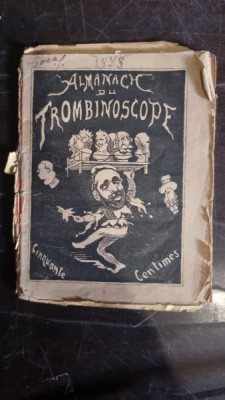 1878
ALMANACH
DU
TROMBINOSCOPE
Cinquante
Centimes